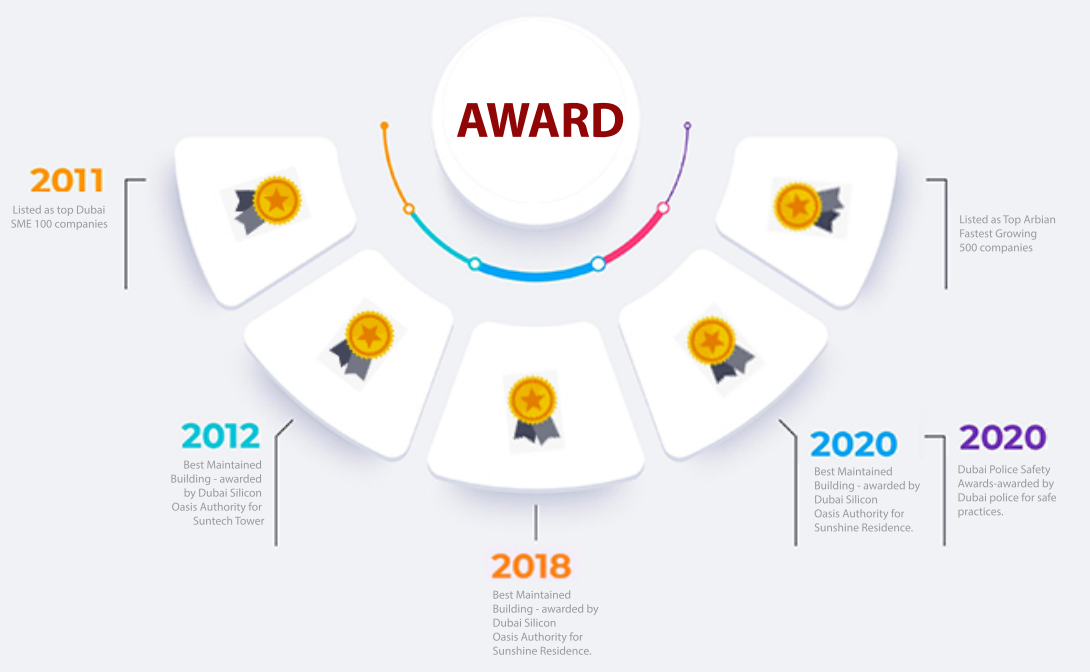 AWARD
2011
Listed as top Dubai
SME 100 companies
2012
Best Maintained
Building - awarded
by Dubai Silicon
Oasis Authority for
Suntech Tower
2018
Best Maintained
Building - awarded by
Dubai Silicon
Oasis Authority for
Sunshine Residence.
2020
Best Maintained
Building - awarded by
Dubai Silicon
Oasis Authority for
Sunshine Residence.
2020
Dubai Police Safety
Awards-awarded by
Dubai police for safe
practices.
Listed as Top Arbian
Fastest Growing
500 companies